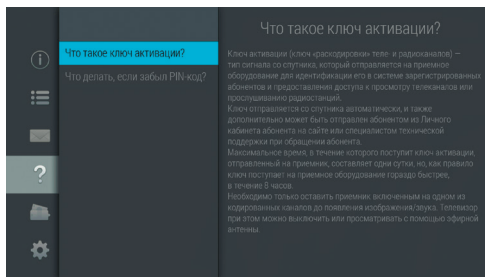 Что такое ключ активации?
Что такое ключ активации?
Что делать, если забыл PIN-код?
Ключ активации (ключ «раскодировки» теле- и радиоканалов) –
тип сигнала со спутника, который отправляется на приемное
оборудование для идентификации его в системе зарегистрированных
абонентов и предоставления доступа к просмотру телеканалов или
прослушиванию радиостанций.
Ключ отправляется со спутника автоматически, и также
дополнительно может быть отправлен абонентом из Личного
кабинета абонента на сайте или специалистом технической
поддержки при обращении абонента.
Максимальное время, в течение которого поступит ключ активации,
отправленный на приемник, составляет одни сутки, но, как правило
ключ поступает на приемное оборудование гораздо быстрее,
в течение 8 часов.
Необходимо только оставить приемник включенным на одном из
кодированных каналов до появления изображения/звука. Телевизор
при этом можно выключить или просматривать с помощью эфирной
антенны